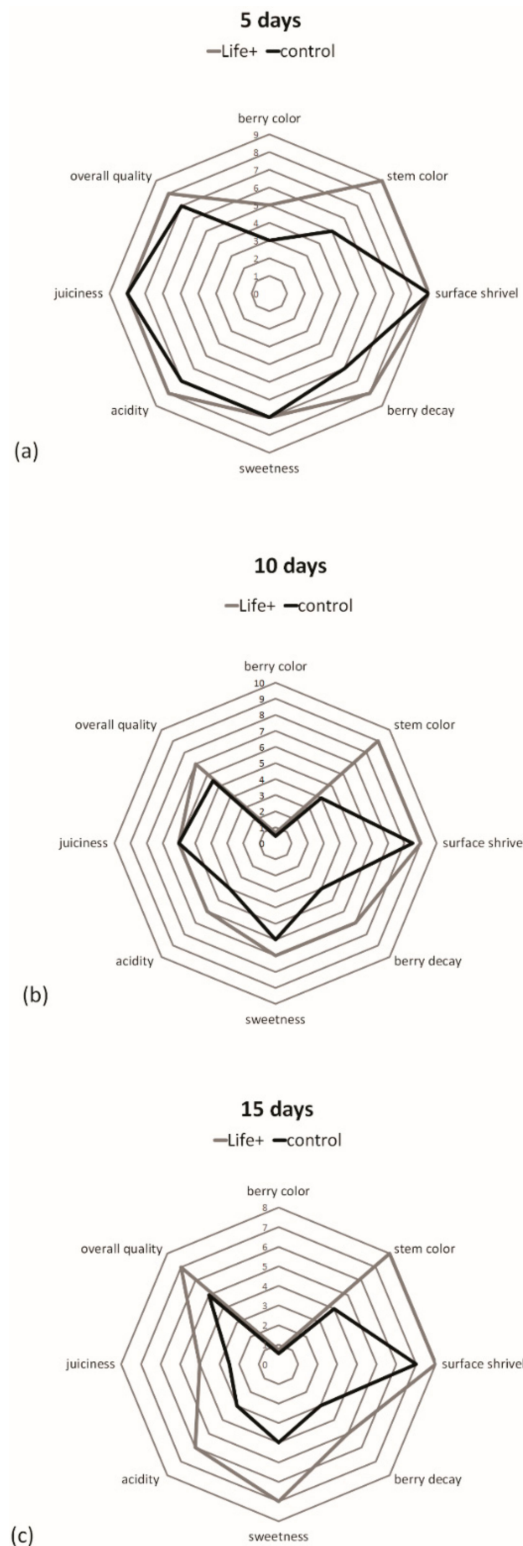 5 days
Life+ control
berry color
9
8
7
6
5
4
3
2
1
0
overall quality
stem color
juiciness
surface shrivel
acidity
berry decay
sweetness
(a)
10 days
Life+ control
berry color
10
9
8
7
6
5
4
3
2
1
0
overall quality
stem color
juiciness
surface shrivel
acidity
berry decay
sweetness
(b)
15 days
Life+ control
berry color
8
7
6
5
4
3
2
1
0
overall quality
stem color
juiciness
surface shrivel
acidity
berry decay
sweetness
(c)